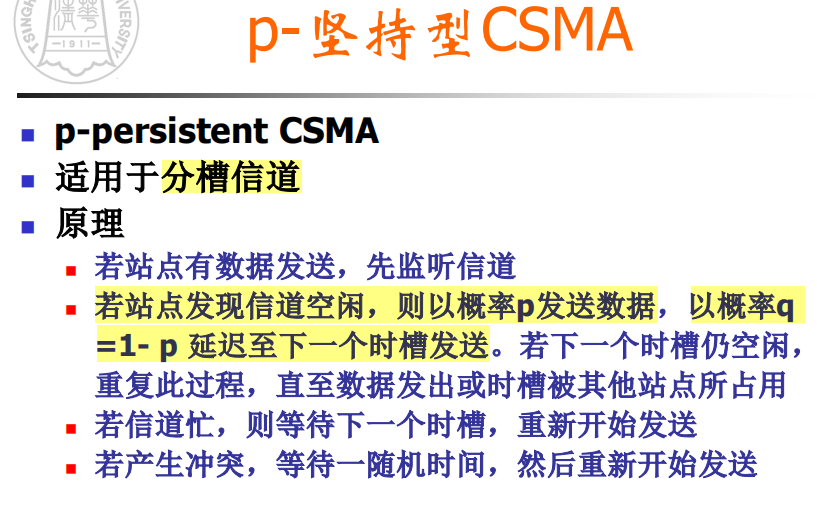 清華
TSINGH UNIVERSITY
-1911-
p-坚持型CSMA
p-persistent CSMA
适用于分槽信道
原理
若站点有数据发送，先监听信道
若站点发现信道空闲，则以概率p发送数据，以概率q
=1- p 延迟至下一个时槽发送。若下一个时槽仍空闲，
重复此过程，直至数据发出或时槽被其他站点所占用
若信道忙，则等待下一个时槽，重新开始发送
若产生冲突，等待一随机时间，然后重新开始发送